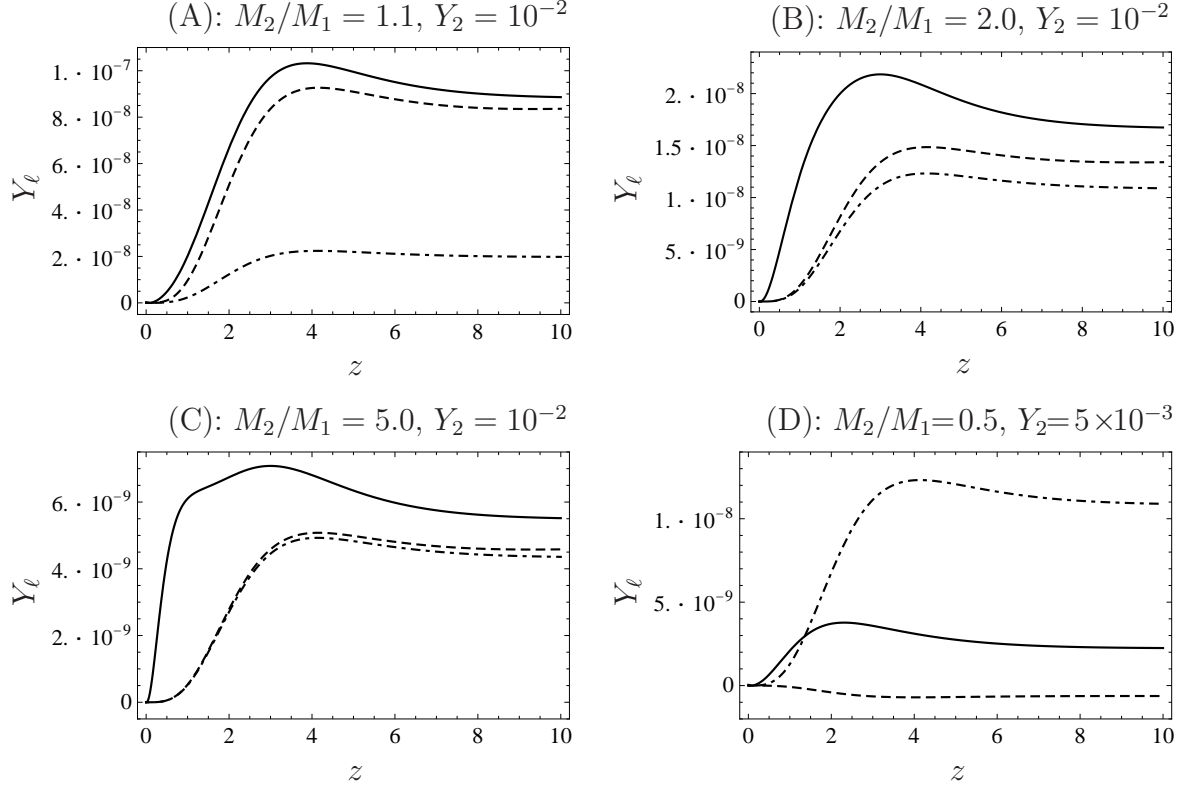 (A): M₂/M₁ = 1.1, Y₂ = 10⁻²
1. · 10⁻⁷
8. · 10⁻⁸
6. · 10⁻⁸
4. · 10⁻⁸
2. · 10⁻⁸
0
Y_ℓ
0 2 4 6 8 10
z
(B): M₂/M₁ = 2.0, Y₂ = 10⁻²
2. · 10⁻⁸
1.5 · 10⁻⁸
1. · 10⁻⁸
5. · 10⁻⁹
0
Y_ℓ
0 2 4 6 8 10
z
(C): M₂/M₁ = 5.0, Y₂ = 10⁻²
6. · 10⁻⁹
4. · 10⁻⁹
2. · 10⁻⁹
0
Y_ℓ
0 2 4 6 8 10
z
(D): M₂/M₁=0.5, Y₂=5×10⁻³
1. · 10⁻⁸
5. · 10⁻⁹
0
Y_ℓ
0 2 4 6 8 10
z